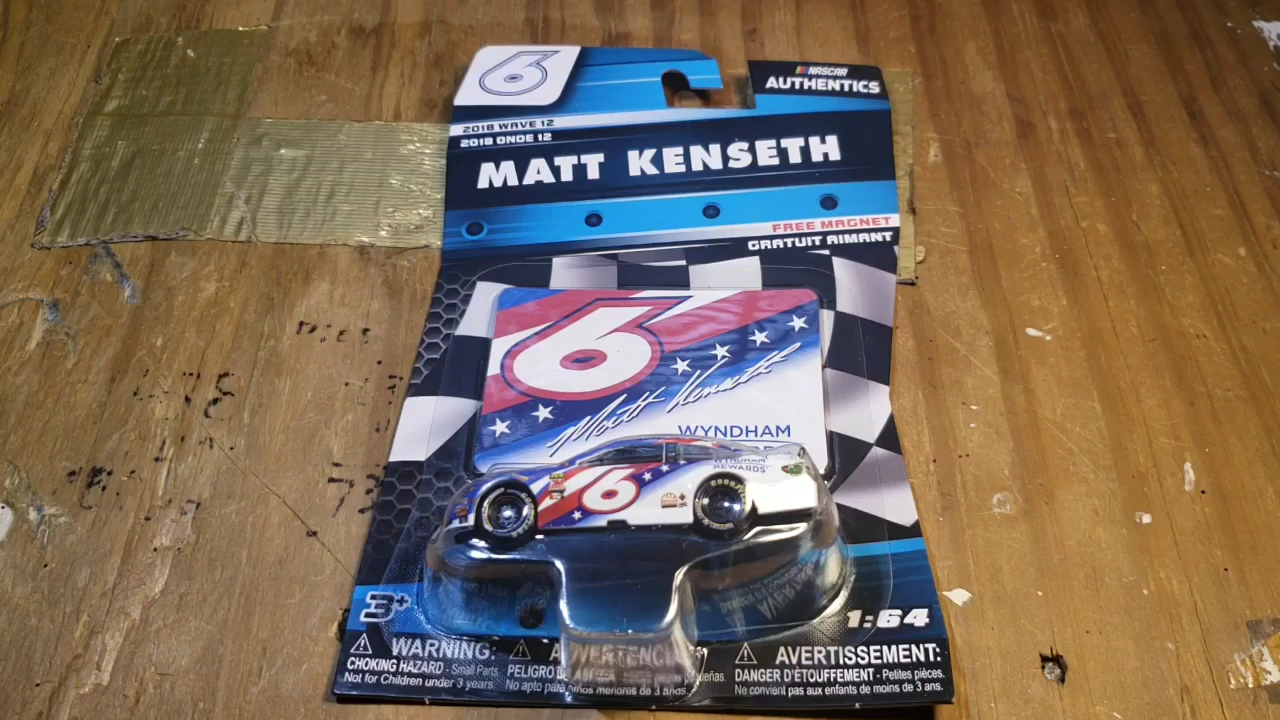 6
NASCAR
AUTHENTICS
2018 WAVE 12
2018 ONDE 12
MATT KENSETH
FREE MAGNET
GRATUIT AIMANT
6
Matt Kenseth
WYNDHAM
WYNDHAM
REWARDS
6
GOODYEAR
3+
1:64
WARNING:
CHOKING HAZARD - Small Parts
Not for Children under 3 years.
PELIGRO
No apto para menores de 3 años.
AVERTISSEMENT:
DANGER D'ÉTOUFFEMENT - Petites pièces.
Ne convient pas aux enfants de moins de 3 ans.